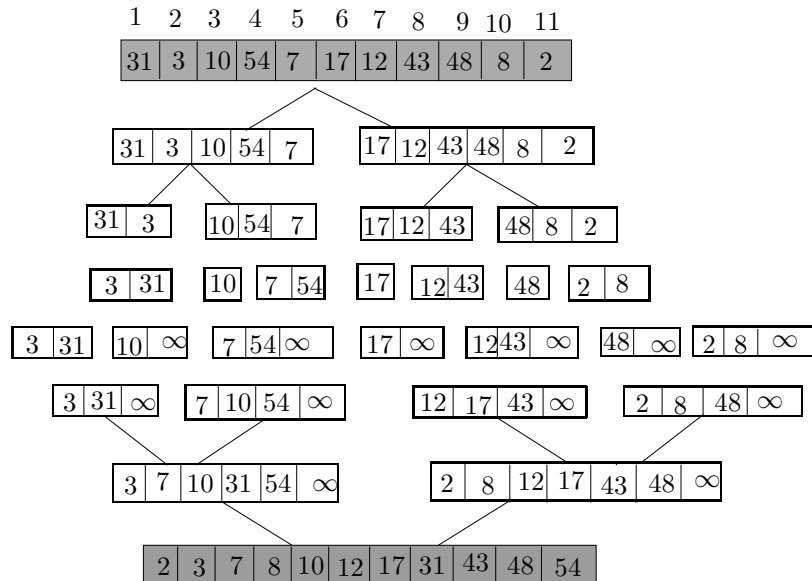 1 2 3 4 5 6 7 8 9 10 11
31 3 10 54 7 17 12 43 48 8 2
31 3 10 54 7 17 12 43 48 8 2
31 3 10 54 7 17 12 43 48 8 2
3 31 10 7 54 17 12 43 48 2 8
3 31 10 ∞ 7 54 ∞ 17 ∞ 12 43 ∞ 48 ∞ 2 8 ∞
3 31 ∞ 7 10 54 ∞ 12 17 43 ∞ 2 8 48 ∞
3 7 10 31 54 ∞ 2 8 12 17 43 48 ∞
2 3 7 8 10 12 17 31 43 48 54